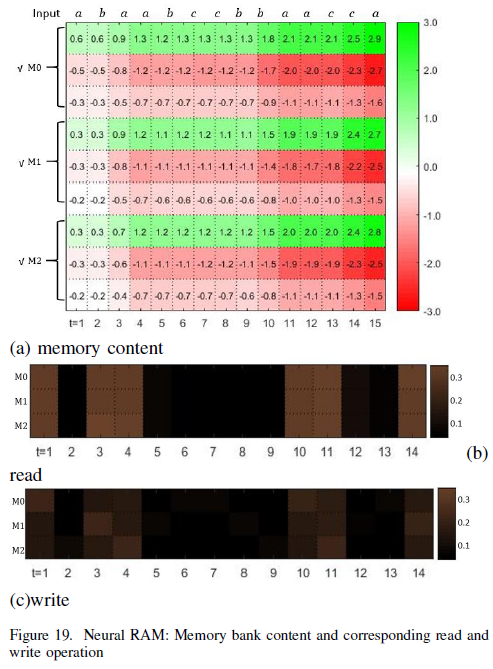 Input a b a a b c c b b a a c c a
0.6 0.6 0.9 1.3 1.2 1.3 1.3 1.3 1.3 1.8 2.1 2.1 2.1 2.5 2.9 3.0
√ M0 -0.5 -0.5 -0.8 -1.2 -1.2 -1.2 -1.2 -1.2 -1.2 -1.7 -2.0 -2.0 -2.0 -2.3 -2.7 2.0
-0.3 -0.3 -0.5 -0.7 -0.7 -0.7 -0.7 -0.7 -0.7 -0.9 -1.1 -1.1 -1.1 -1.3 -1.6
0.3 0.3 0.9 1.2 1.1 1.2 1.2 1.1 1.1 1.5 1.9 1.9 1.9 2.4 2.7 1.0
√ M1 -0.3 -0.3 -0.8 -1.1 -1.1 -1.1 -1.1 -1.1 -1.1 -1.4 -1.8 -1.7 -1.8 -2.2 -2.5 0.0
-0.2 -0.2 -0.5 -0.7 -0.6 -0.6 -0.6 -0.6 -0.6 -0.8 -1.0 -1.0 -1.0 -1.3 -1.5 -1.0
0.3 0.3 0.7 1.2 1.2 1.2 1.2 1.2 1.2 1.5 2.0 2.0 2.0 2.4 2.8
√ M2 -0.3 -0.3 -0.6 -1.1 -1.1 -1.1 -1.2 -1.1 -1.2 -1.5 -1.9 -1.9 -1.9 -2.3 -2.5 -2.0
-0.2 -0.2 -0.4 -0.7 -0.6 -0.7 -0.7 -0.7 -0.6 -0.8 -1.1 -1.1 -1.1 -1.3 -1.5 -3.0
t=1 2 3 4 5 6 7 8 9 10 11 12 13 14 15
(a) memory content
M0 0.3
M1 0.2
M2 0.1
t=1 2 3 4 5 6 7 8 9 10 11 12 13 14 (b)
read
M0 0.3
M1 0.2
M2 0.1
t=1 2 3 4 5 6 7 8 9 10 11 12 13 14
(c)write
Figure 19. Neural RAM: Memory bank content and corresponding read and
write operation